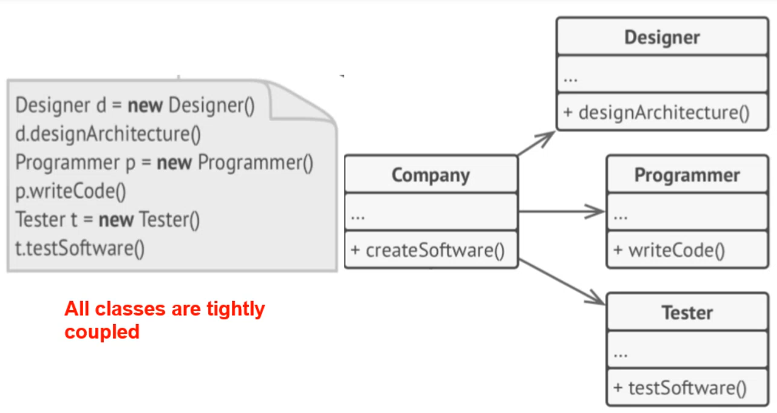 Designer d = new Designer()
d.designArchitecture()
Programmer p = new Programmer()
p.writeCode()
Tester t = new Tester()
t.testSoftware()
All classes are tightly
coupled
Company
...
+ createSoftware()
Designer
...
+ designArchitecture()
Programmer
...
+ writeCode()
Tester
...
+ testSoftware()